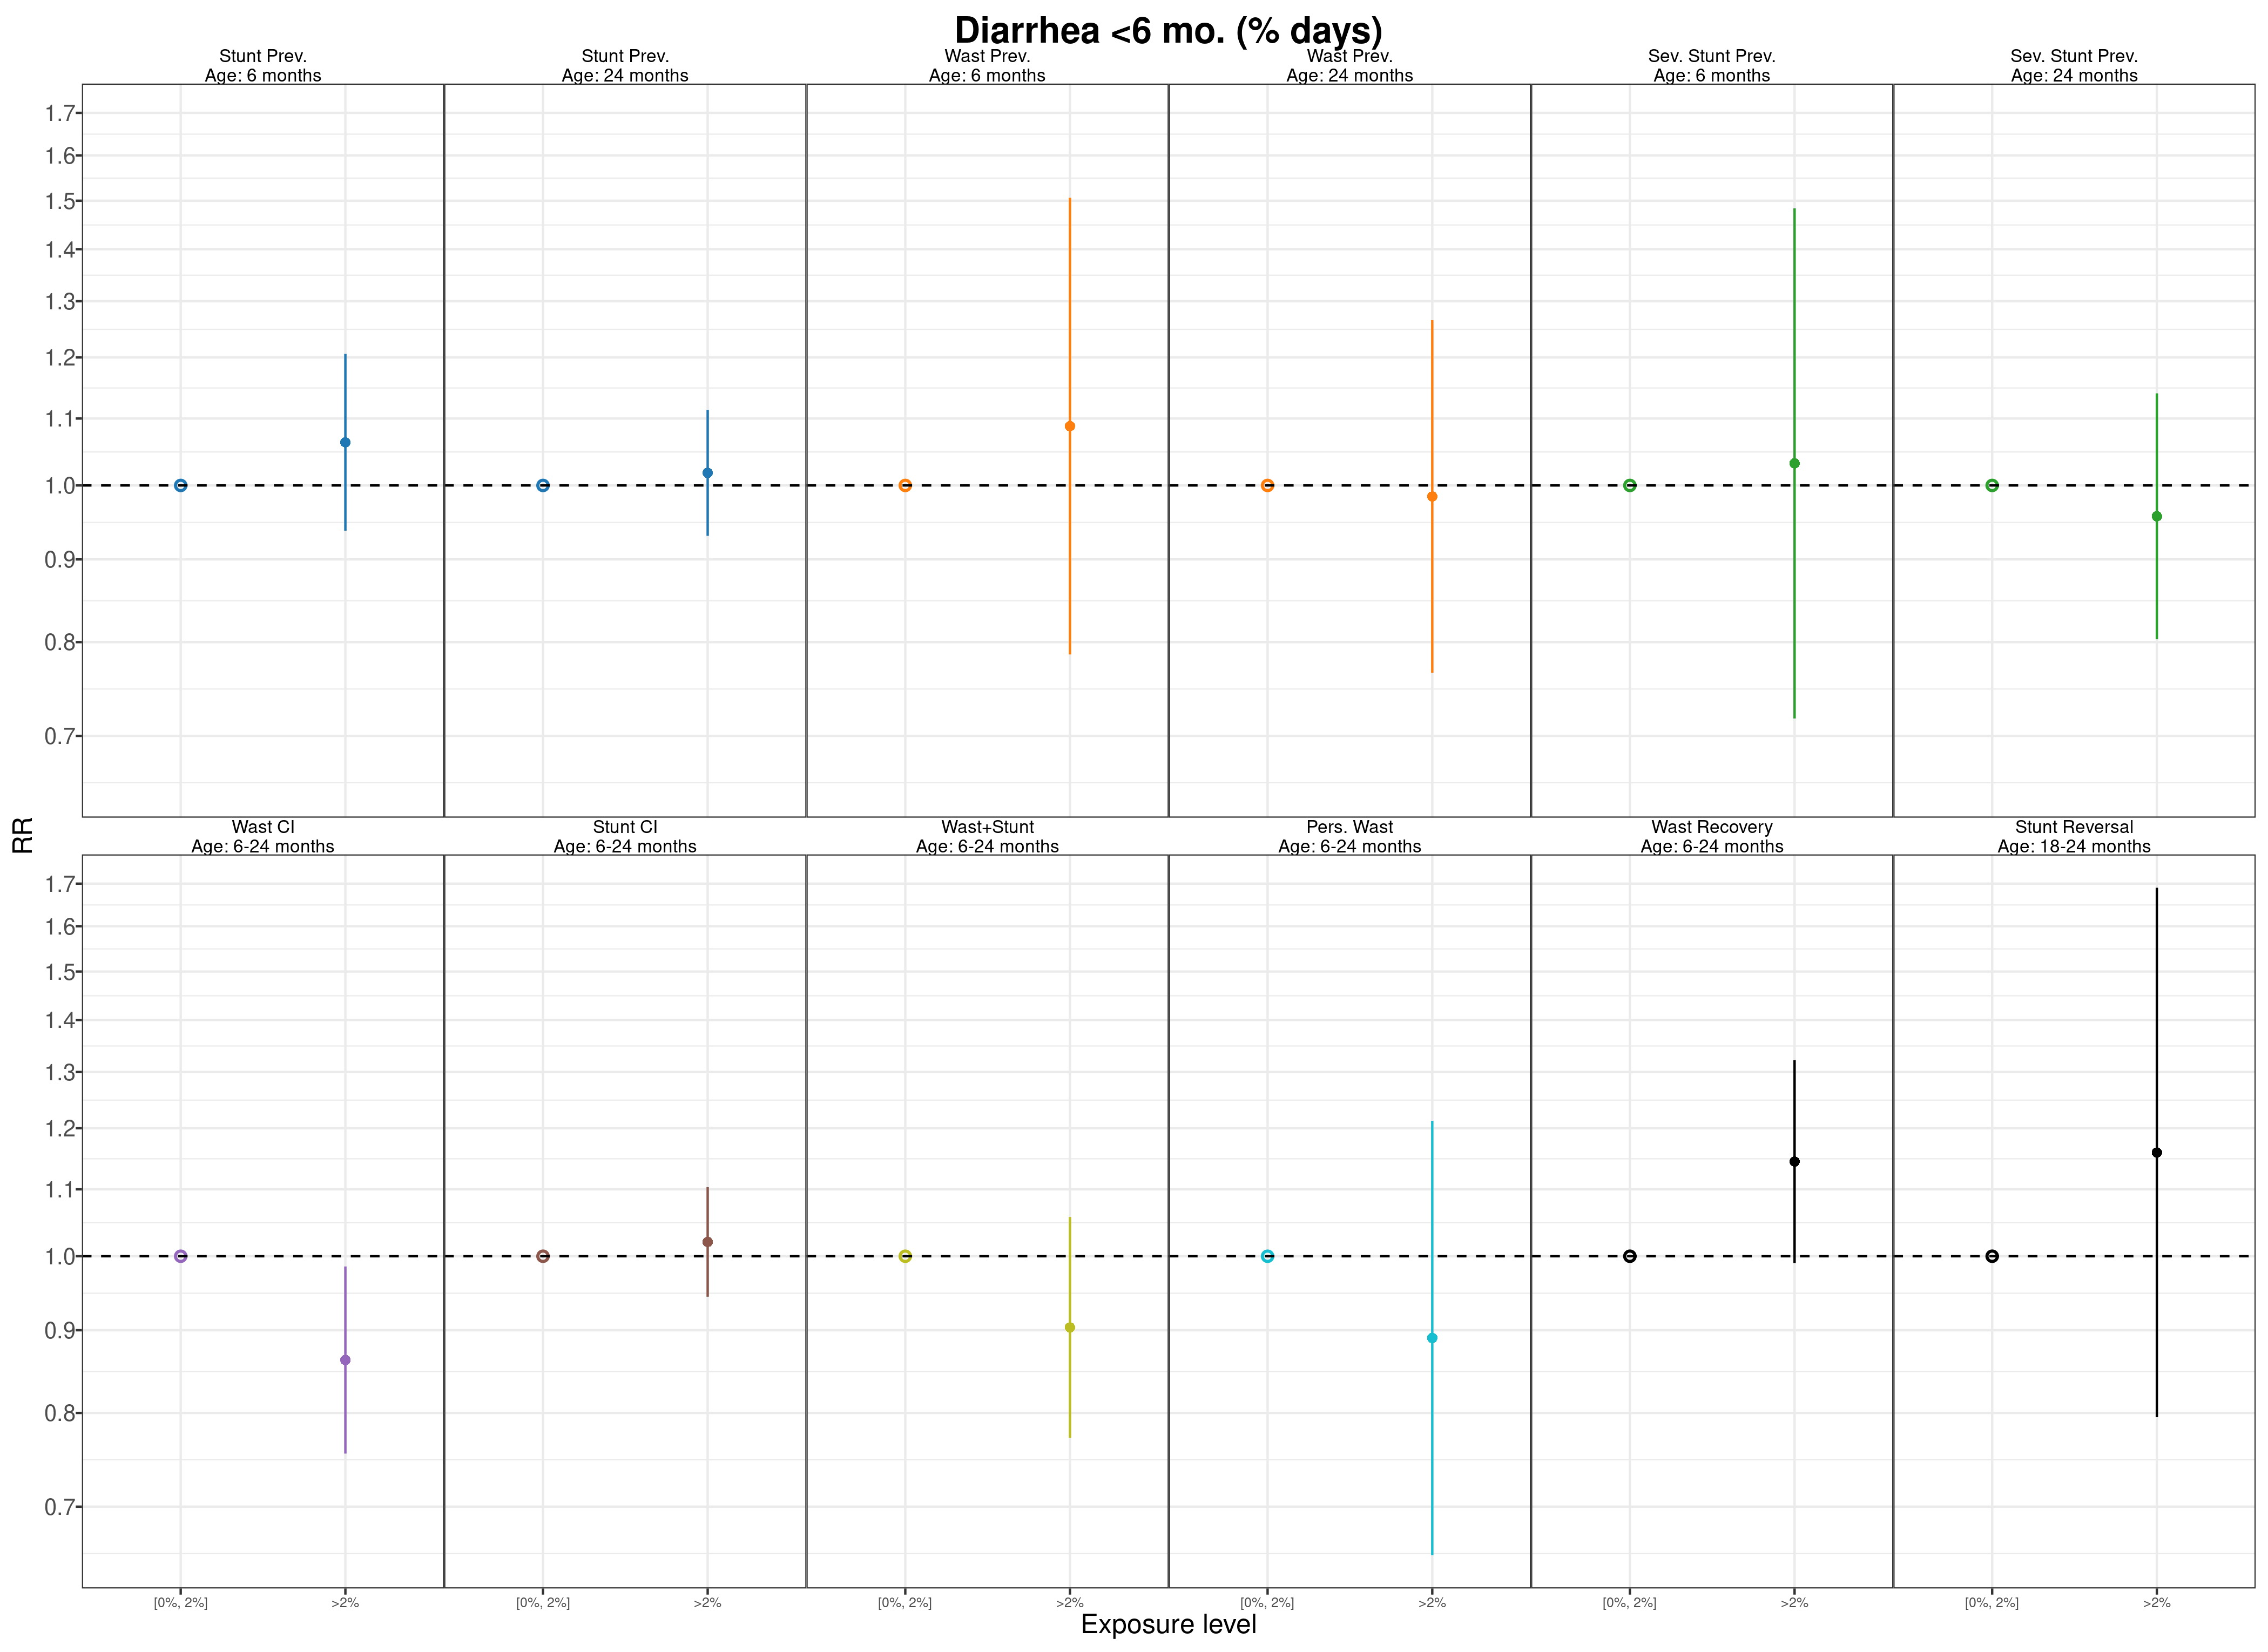 Diarrhea <6 mo. (% days)
Stunt Prev.
Age: 6 months
Stunt Prev.
Age: 24 months
Wast Prev.
Age: 6 months
Wast Prev.
Age: 24 months
Sev. Stunt Prev.
Age: 6 months
Sev. Stunt Prev.
Age: 24 months
1.7
1.6
1.5
1.4
1.3
1.2
1.1
1.0
0.9
0.8
0.7
RR
Wast CI
Age: 6-24 months
Stunt CI
Age: 6-24 months
Wast+Stunt
Age: 6-24 months
Pers. Wast
Age: 6-24 months
Wast Recovery
Age: 6-24 months
Stunt Reversal
Age: 18-24 months
1.7
1.6
1.5
1.4
1.3
1.2
1.1
1.0
0.9
0.8
0.7
[0%, 2%] >2% [0%, 2%] >2% [0%, 2%] >2% [0%, 2%] >2% [0%, 2%] >2% [0%, 2%] >2%
Exposure level